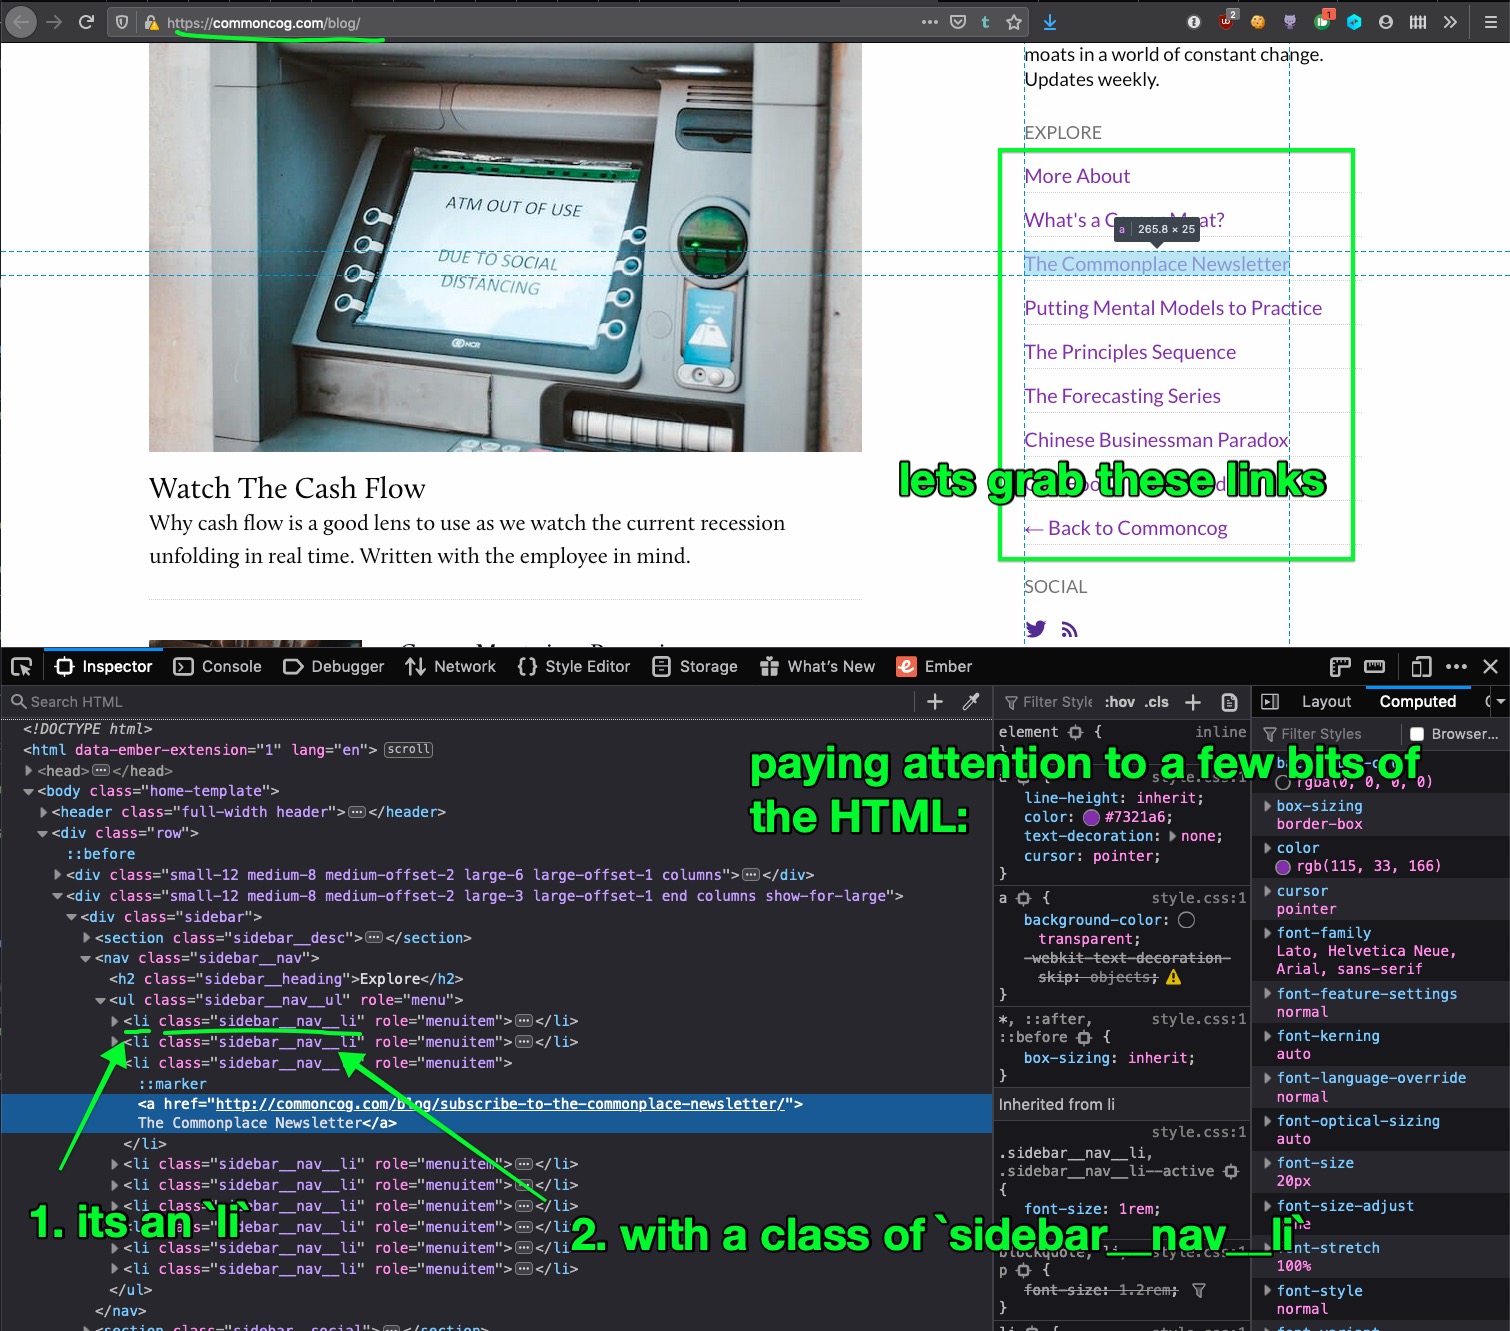 https://commoncog.com/blog/
2
1
moats in a world of constant change.
Updates weekly.
EXPLORE
More About
What's a
at?
a 265.8 × 25
The Commonplace Newsletter
Putting Mental Models to Practice
The Principles Sequence
The Forecasting Series
Chinese Businessman Paradox
lets grab these links
← Back to Commoncog
SOCIAL
ATM OUT OF USE
DUE TO SOCIAL
DISTANCING
NCR
Watch The Cash Flow
Why cash flow is a good lens to use as we watch the current recession
unfolding in real time. Written with the employee in mind.
Inspector Console Debugger Network Style Editor Storage What's New Ember
Search HTML
<!DOCTYPE html>
<html data-ember-extension="1" lang="en"> scroll
<head>···</head>
<body class="home-template">
<header class="full-width header">···</header>
<div class="row">
::before
<div class="small-12 medium-8 medium-offset-2 large-6 large-offset-1 columns">···</div>
<div class="small-12 medium-8 medium-offset-2 large-3 large-offset-1 end columns show-for-large">
<div class="sidebar">
<section class="sidebar__desc">···</section>
<nav class="sidebar__nav">
<h2 class="sidebar__heading">Explore</h2>
<ul class="sidebar__nav__ul" role="menu">
<li class="sidebar__nav__li" role="menuitem">···</li>
<li class="sidebar__nav__li" role="menuitem">···</li>
<li class="sidebar__nav__li" role="menuitem">
::marker
<a href="http://commoncog.com/blog/subscribe-to-the-commonplace-newsletter/">
The Commonplace Newsletter</a>
</li>
<li class="sidebar__nav__li" role="menuitem">···</li>
<li class="sidebar__nav__li" role="menuitem">···</li>
<li class="sidebar__nav__li" role="menuitem">···</li>
<li class="sidebar__nav__li" role="menuitem">···</li>
<li class="sidebar__nav__li" role="menuitem">···</li>
<li class="sidebar__nav__li" role="menuitem">···</li>
</ul>
</nav>
<section class="sidebar__social">···</section>
1. its an `li`
2. with a class of `sidebar__nav__li`
paying attention to a few bits of
the HTML:
Filter Style :hov .cls
element { inline
}
line-height: inherit;
color: #7321a6;
text-decoration: none;
cursor: pointer;
}
a { style.css:1
background-color:
transparent;
-webkit-text-decoration-
skip: objects;
}
*, ::after, style.css:1
::before {
box-sizing: inherit;
}
Inherited from li
style.css:1
.sidebar__nav__li,
.sidebar__nav__li--active
{
font-size: 1rem;
p {
font-size: 1.2rem;
}
Layout Computed
Filter Styles Browser...
rgba(0, 0, 0, 0)
box-sizing
border-box
color
rgb(115, 33, 166)
cursor
pointer
font-family
Lato, Helvetica Neue,
Arial, sans-serif
font-feature-settings
normal
font-kerning
auto
font-language-override
normal
font-optical-sizing
auto
font-size
20px
font-size-adjust
font-stretch
100%
font-style
normal